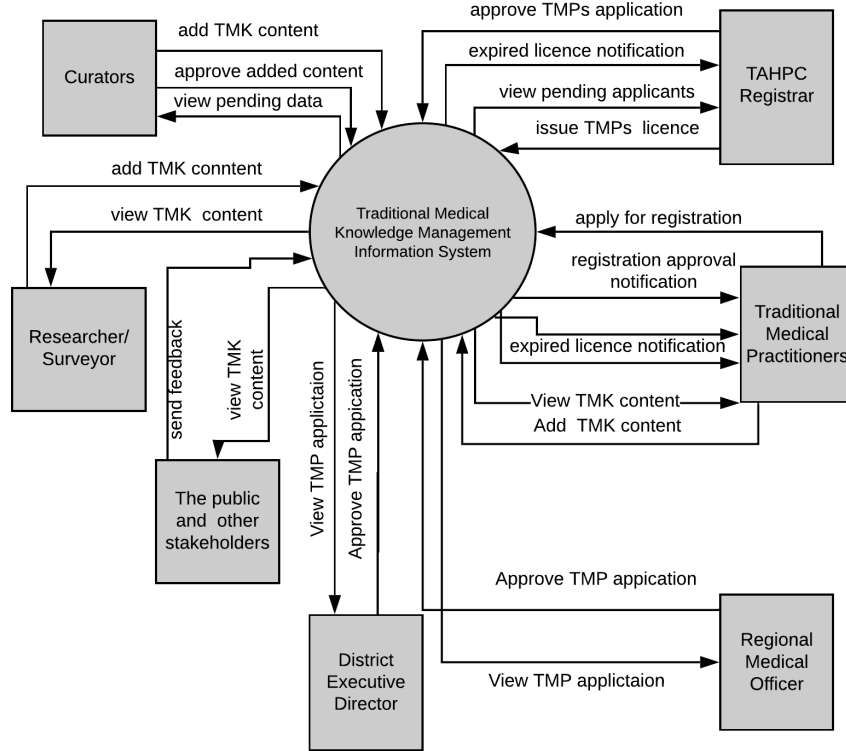 approve TMPs application
add TMK content
expired licence notification
Curators
approve added content
TAHPC
Registrar
view pending data
view pending applicants
issue TMPs licence
add TMK conntent
Traditional Medical
Knowledge Management
Information System
view TMK content
apply for registration
registration approval
notification
Researcher/
Surveyor
Traditional
Medical
Practitioners
expired licence notification
send feedback
view TMK
content
View TMP applictaion
Approve TMP appication
View TMK content
Add TMK content
The public
and other
stakeholders
Approve TMP appication
District
Executive
Director
Regional
Medical
Officer
View TMP applictaion